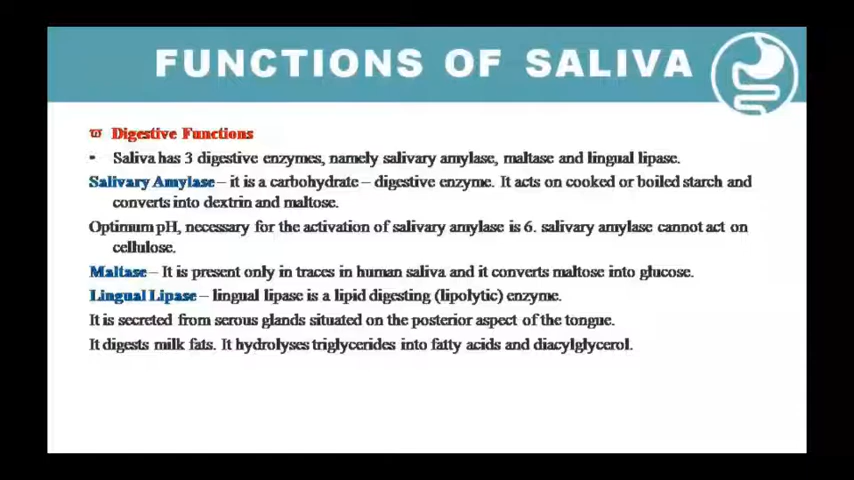 FUNCTIONS OF SALIVA
Digestive Functions
• Saliva has 3 digestive enzymes, namely salivary amylase, maltase and lingual lipase.
Salivary Amylase – it is a carbohydrate – digestive enzyme. It acts on cooked or boiled starch and
converts into dextrin and maltose.
Optimum pH, necessary for the activation of salivary amylase is 6. salivary amylase cannot act on
cellulose.
Maltase – It is present only in traces in human saliva and it converts maltose into glucose.
Lingual Lipase – lingual lipase is a lipid digesting (lipolytic) enzyme.
It is secreted from serous glands situated on the posterior aspect of the tongue.
It digests milk fats. It hydrolyses triglycerides into fatty acids and diacylglycerol.